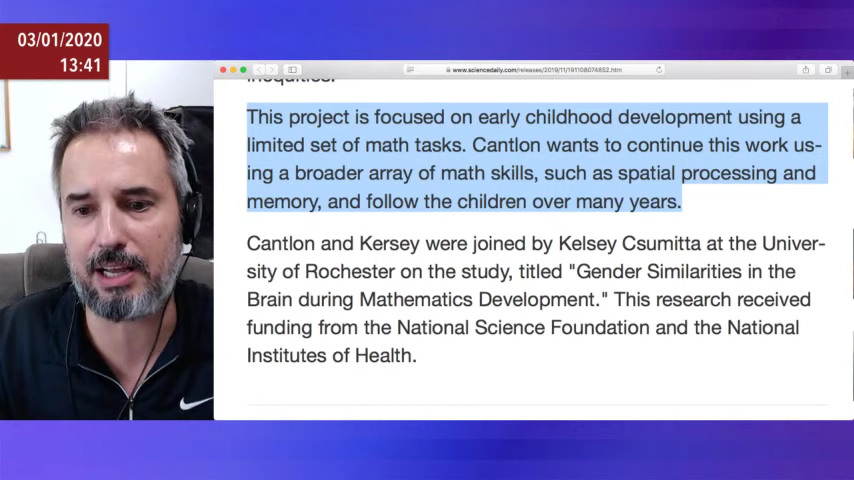 03/01/2020
13:41
www.sciencedaily.com/releases/2019/11/191108074852.htm
inequities.
This project is focused on early childhood development using a
limited set of math tasks. Cantlon wants to continue this work us-
ing a broader array of math skills, such as spatial processing and
memory, and follow the children over many years.
Cantlon and Kersey were joined by Kelsey Csumitta at the Univer-
sity of Rochester on the study, titled "Gender Similarities in the
Brain during Mathematics Development." This research received
funding from the National Science Foundation and the National
Institutes of Health.